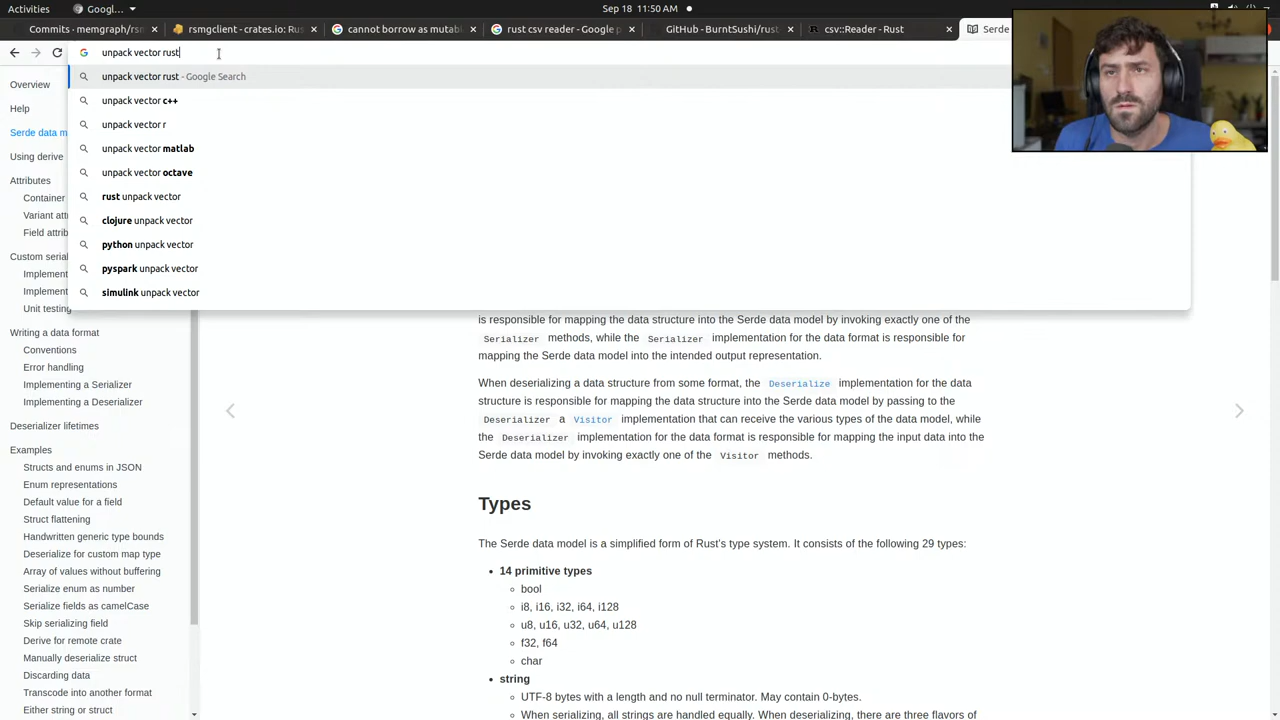 Activities
Google Chrome
Sep 18 11:50 AM
Commits · memgraph/rsm
rsmgclient - crates.io: Rus
cannot borrow as mutabl
rust csv reader - Google p
GitHub - BurntSushi/rust
csv::Reader - Rust
Serde
unpack vector rust
unpack vector rust - Google Search
unpack vector c++
unpack vector r
unpack vector matlab
unpack vector octave
rust unpack vector
clojure unpack vector
python unpack vector
pyspark unpack vector
simulink unpack vector
Overview
Help
Serde data m
Using derive
Attributes
Container
Variant attr
Field attrib
Custom serial
Implement
Implement
Unit testing
Writing a data format
Conventions
Error handling
Implementing a Serializer
Implementing a Deserializer
Deserializer lifetimes
Examples
Structs and enums in JSON
Enum representations
Default value for a field
Struct flattening
Handwritten generic type bounds
Deserialize for custom map type
Array of values without buffering
Serialize enum as number
Serialize fields as camelCase
Skip serializing field
Derive for remote crate
Manually deserialize struct
Discarding data
Transcode into another format
Either string or struct
is responsible for mapping the data structure into the Serde data model by invoking exactly one of the
Serializer methods, while the Serializer implementation for the data format is responsible for
mapping the Serde data model into the intended output representation.
When deserializing a data structure from some format, the Deserialize implementation for the data
structure is responsible for mapping the data structure into the Serde data model by passing to the
Deserializer a Visitor implementation that can receive the various types of the data model, while
the Deserializer implementation for the data format is responsible for mapping the input data into the
Serde data model by invoking exactly one of the Visitor methods.
Types
The Serde data model is a simplified form of Rust's type system. It consists of the following 29 types:
14 primitive types
bool
i8, i16, i32, i64, i128
u8, u16, u32, u64, u128
f32, f64
char
string
UTF-8 bytes with a length and no null terminator. May contain 0-bytes.
When serializing, all strings are handled equally. When deserializing, there are three flavors of